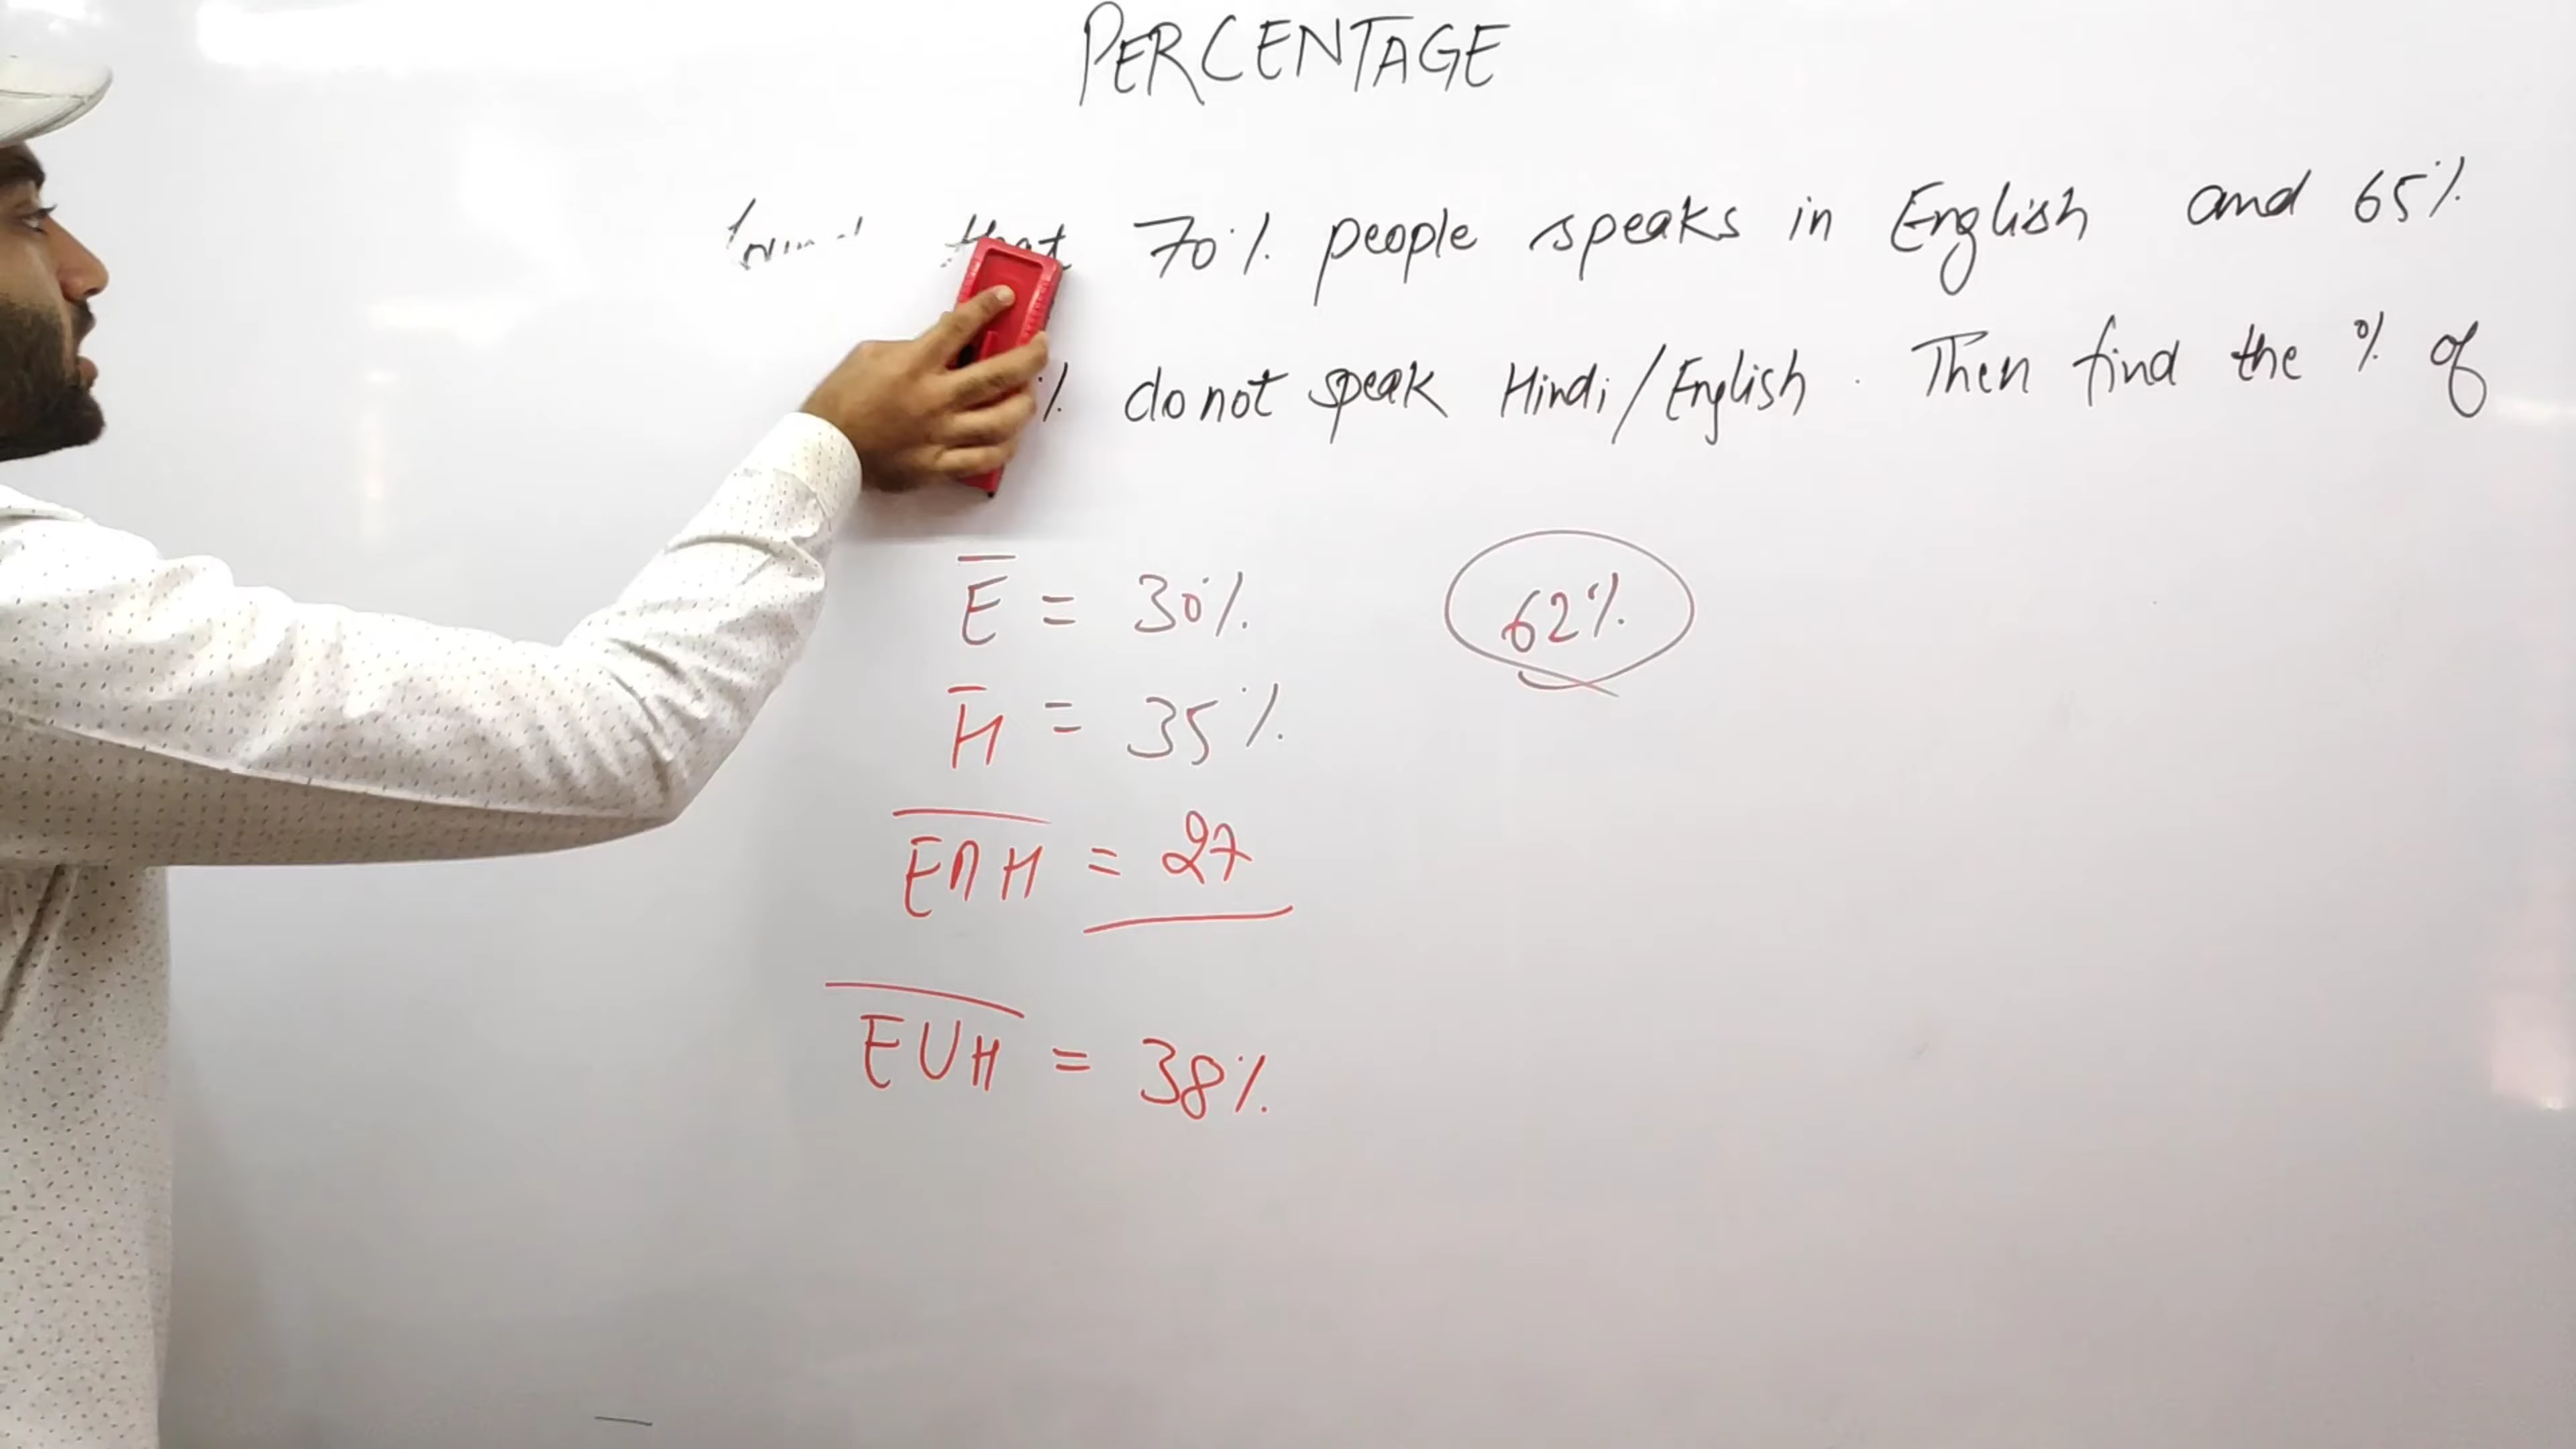 PERCENTAGE
that 70% people speaks in English and 65%
% do not speak Hindi/English. Then find the % of
E̅ = 30%
62%
H̅ = 35%
E̅∩̅H̅ = 27
E̅∪̅H̅ = 38%